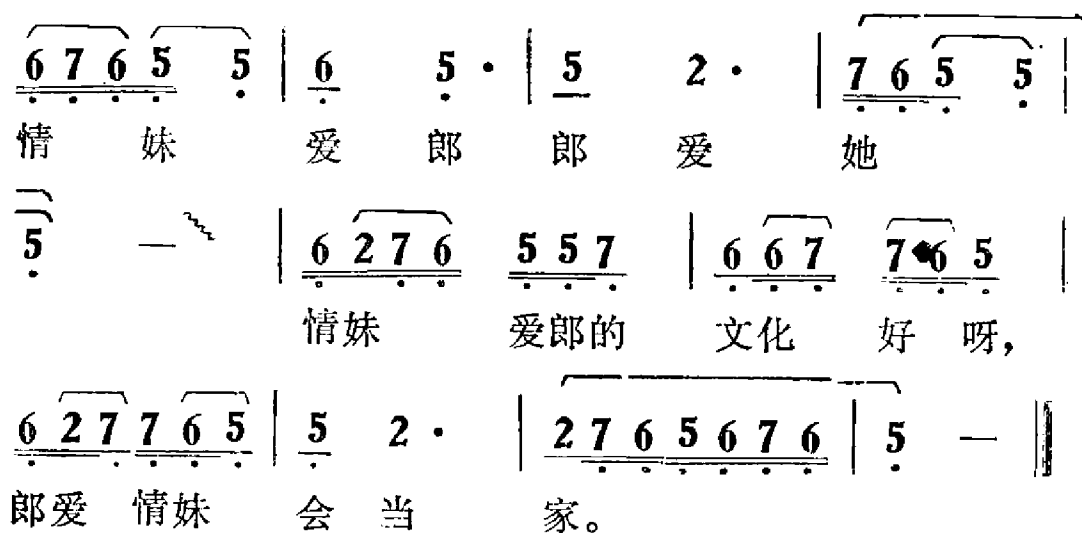 6 7 6 5 5 | 6 5 · | 5 2 · | 7 6 5 5 |
情 妹 爱 郎 郎 爱 她
5 — | 6 2 7 6 5 5 7 | 6 6 7 7 6 5 |
情妹 爱郎的 文化 好 呀,
6 2 7 7 6 5 | 5 2 · | 2 7 6 5 6 7 6 | 5 — ‖
郎爱 情妹 会 当 家。